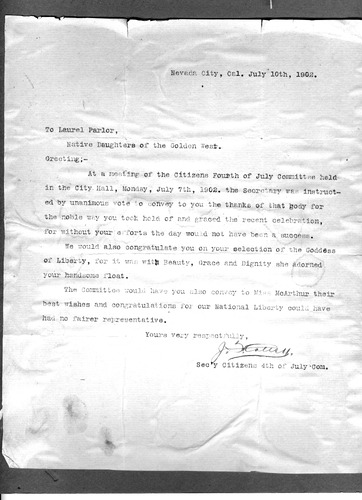 Nevada City, Cal. July 10th, 1902.
To Laurel Parlor,
Native Daughters of the Golden West.
Greeting;-
At a meeting of the Citizens Fourth of July Committee held
in the City Hall, Monday, July 7th, 1902. the Secretary was instruct-
ed by unanimous vote to convey to you the thanks of that body for
the noble way you took hold of and graced the recent celebration,
for without your efforts the day would not have been a success.
We would also congratulate you on your selection of the Goddess
of Liberty, for it was with Beauty, Grace and Dignity she adorned
your handsome float.
The Committee would have you also convey to Miss McArthur their
best wishes and congratulations for our National Liberty could have
had no fairer representative.
Yours very respectfully,
Sec'y Citizens 4th of July Com.